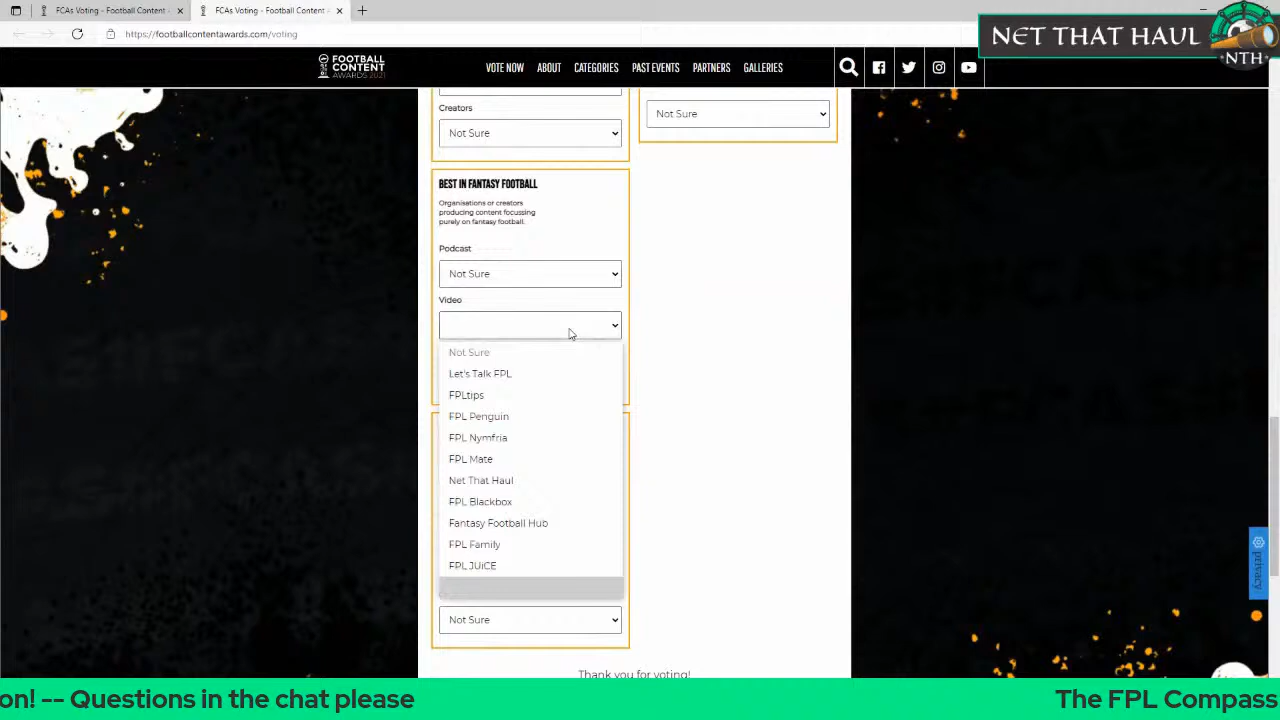 FCAs Voting - Football Content
FCAs Voting - Football Content
https://footballcontentawards.com/voting
NET THAT HAUL
NTH
FOOTBALL
CONTENT
AWARDS 2021
VOTE NOW
ABOUT
CATEGORIES
PAST EVENTS
PARTNERS
GALLERIES
Creators
Not Sure
Not Sure
BEST IN FANTASY FOOTBALL
Organisations or creators
producing content focussing
purely on fantasy football.
Podcast
Not Sure
Video
Not Sure
Let's Talk FPL
FPLtips
FPL Penguin
FPL Nymfria
FPL Mate
Net That Haul
FPL Blackbox
Fantasy Football Hub
FPL Family
FPL JUiCE
Not Sure
Thank you for voting!
privacy
on! -- Questions in the chat please
The FPL Compass